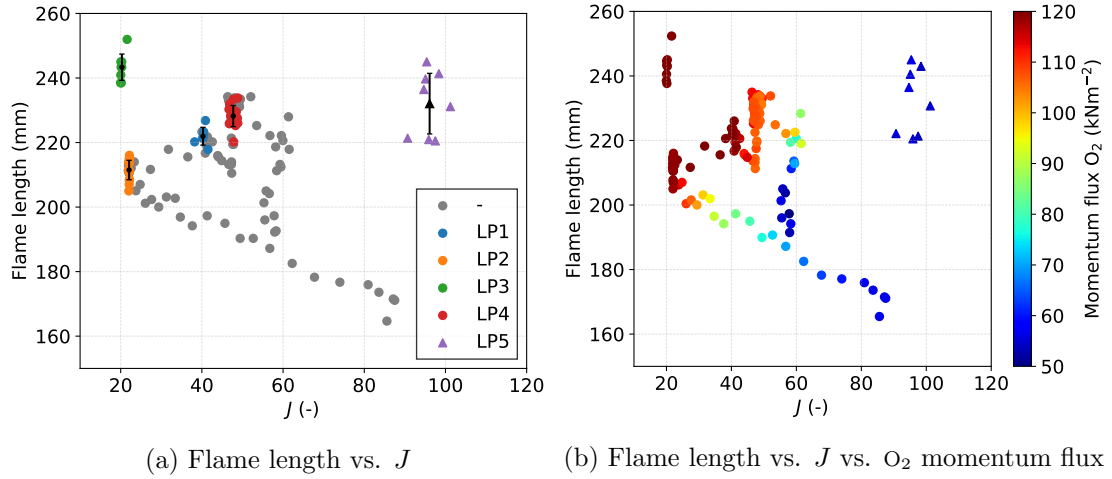 260
240
220
200
180
160
Flame length (mm)
20
40
60
80
100
120
J (-)
-
LP1
LP2
LP3
LP4
LP5
(a) Flame length vs. J
260
240
220
200
180
160
Flame length (mm)
20
40
60
80
100
120
J (-)
120
110
100
90
80
70
60
50
Momentum flux O₂ (kNm⁻²)
(b) Flame length vs. J vs. O₂ momentum flux